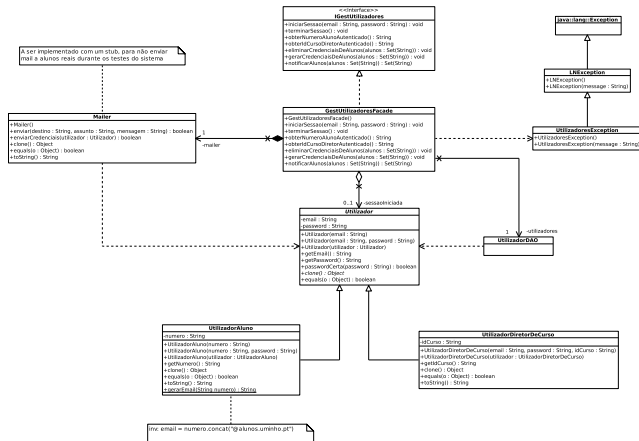 <<Interface>>
IGestUtilizadores
+iniciarSessao(email : String, password : String) : void
+terminarSesso() : void
+obterNumeroAlunoAutenticado() : String
+obterIdCursoDiretorAutenticado() : String
+eliminarCredenciaisDeAlunos(alunos : Set(String)) : void
+gerarCredenciaisDeAlunos(alunos : Set(String)) : void
+notificarAlunos(alunos : Set(String)) : Set(String)
java::lang::Exception
A ser implementado com um stub, para não enviar
mail a alunos reais durante os testes do sistema
LNException
+LNException()
+LNException(message : String)
Mailer
+Mailer()
+enviar(destino : String, assunto : String, mensagem : String) : boolean
+enviarCredenciais(utilizador : Utilizador) : boolean
+clone() : Object
+equals(o : Object) : boolean
+toString() : String
1
-mailer
GestUtilizadoresFacade
+GestUtilizadoresFacade()
+iniciarSessao(email : String, password : String) : void
+terminarSesso() : void
+obterNumeroAlunoAutenticado() : String
+obterIdCursoDiretorAutenticado() : String
+eliminarCredenciaisDeAlunos(alunos : Set(String)) : void
+gerarCredenciaisDeAlunos(alunos : Set(String)) : void
+notificarAlunos(alunos : Set(String)) : Set(String)
UtilizadoresException
+UtilizadoresException()
+UtilizadoresException(message : String)
0..1
-sessaoIniciada
1
-utilizadores
UtilizadorDAO
Utilizador
-email : String
-password : String
+Utilizador(email : String)
+Utilizador(email : String, password : String)
+Utilizador(utilizador : Utilizador)
+getEmail() : String
+getPassword() : String
+passwordCerta(password : String) : boolean
+clone() : Object
+equals(o : Object) : boolean
UtilizadorAluno
-numero : String
+UtilizadorAluno(numero : String)
+UtilizadorAluno(numero : String, password : String)
+UtilizadorAluno(utilizador : UtilizadorAluno)
+getNumero() : String
+clone() : Object
+equals(o : Object) : boolean
+toString() : String
+gerarEmail(String numero) : String
UtilizadorDiretorDeCurso
-idCurso : String
+UtilizadorDiretorDeCurso(email : String, password : String, idCurso : String)
+UtilizadorDiretorDeCurso(utilizador : UtilizadorDiretorDeCurso)
+getIdCurso() : String
+clone() : Object
+equals(o : Object) : boolean
+toString() : String
inv: email = numero.concat("@alunos.uminho.pt")